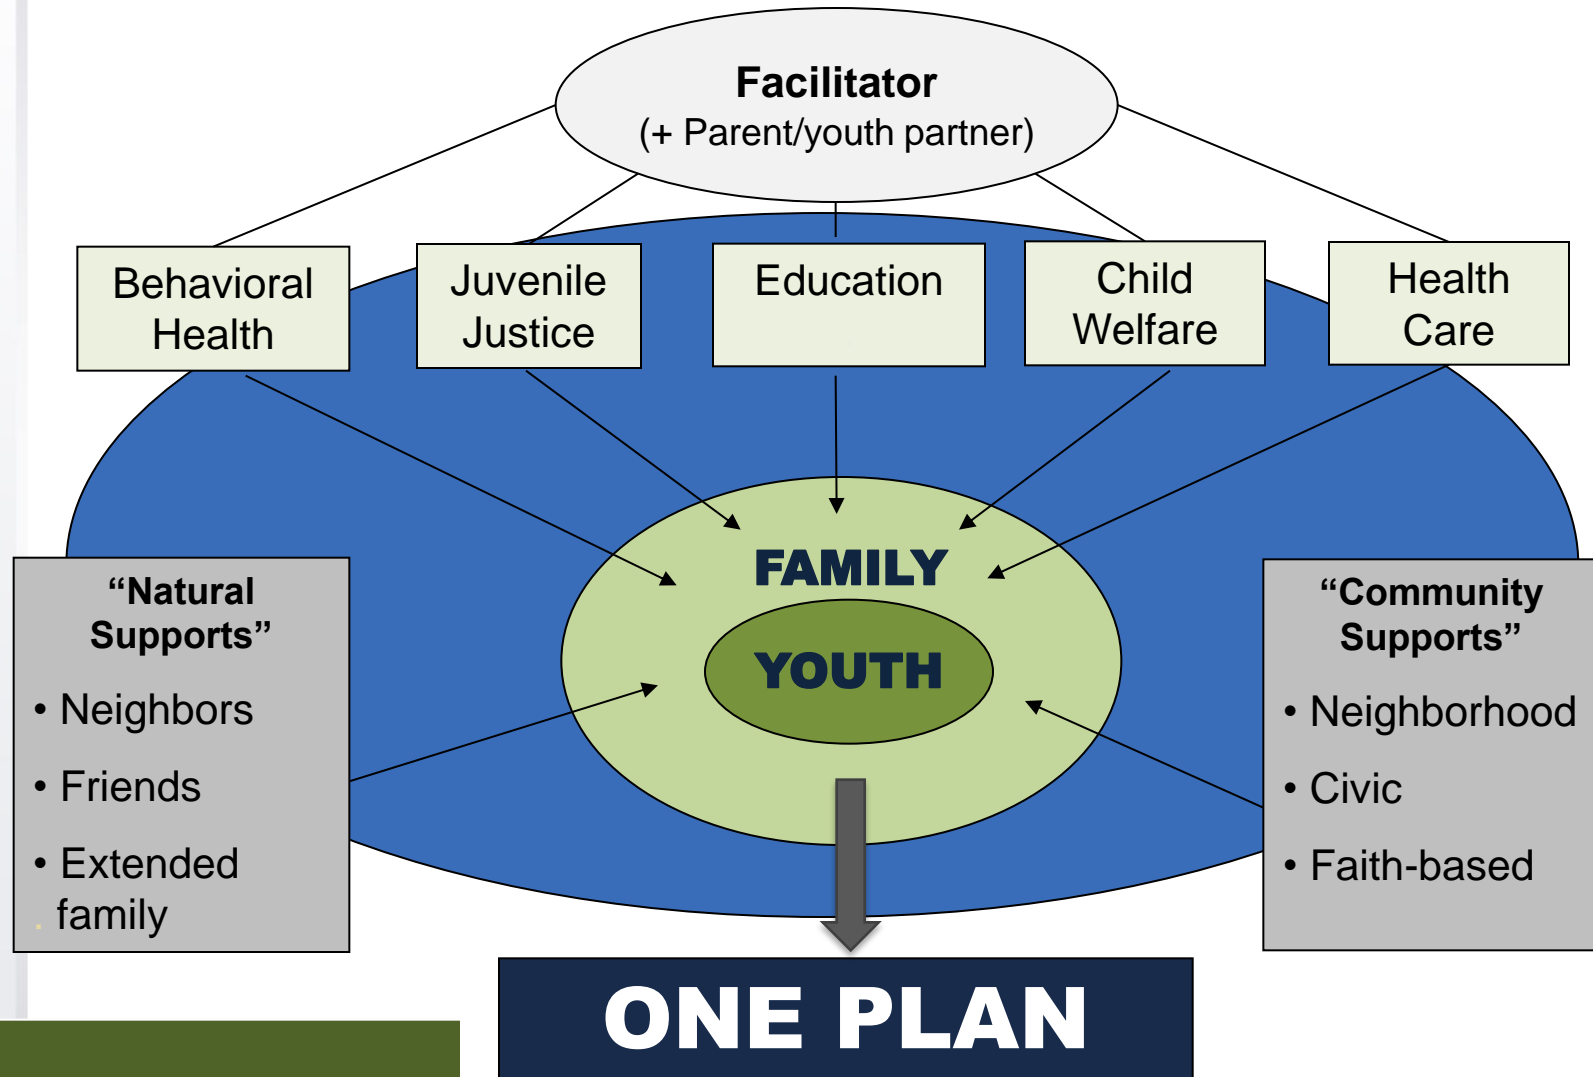 Facilitator
(+ Parent/youth partner)
Behavioral
Health
Juvenile
Justice
Education
Child
Welfare
Health
Care
FAMILY
YOUTH
“Natural
Supports”
• Neighbors
• Friends
• Extended
. family
“Community
Supports”
• Neighborhood
• Civic
• Faith-based
ONE PLAN